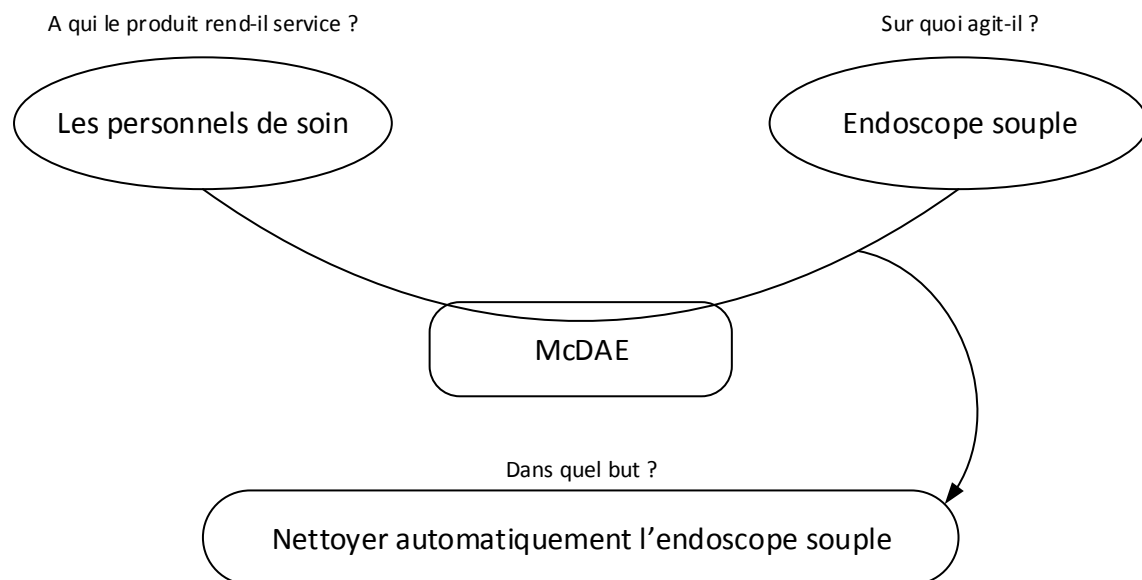 A qui le produit rend-il service ?
Sur quoi agit-il ?
Les personnels de soin
Endoscope souple
McDAE
Dans quel but ?
Nettoyer automatiquement l’endoscope souple